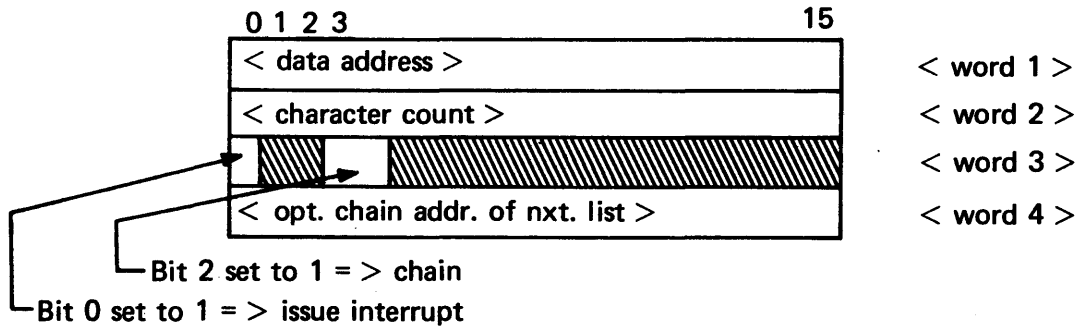 0 1 2 3 15
< data address > < word 1 >
< character count > < word 2 >
< word 3 >
< opt. chain addr. of nxt. list > < word 4 >
Bit 2 set to 1 = > chain
Bit 0 set to 1 = > issue interrupt